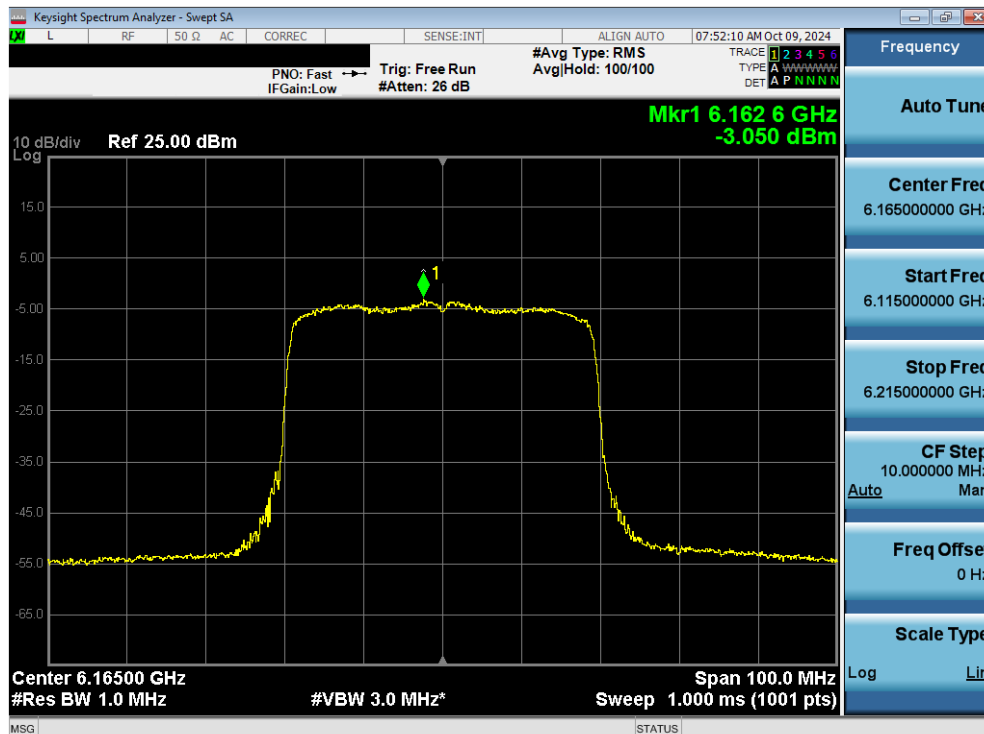 Keysight Spectrum Analyzer - Swept SA
LXI L RF 50 Ω AC CORREC SENSE:INT ALIGN AUTO 07:52:10 AM Oct 09, 2024
PNO: Fast
IFGain:Low
Trig: Free Run
#Atten: 26 dB
#Avg Type: RMS
Avg|Hold: 100/100
TRACE 1 2 3 4 5 6
TYPE A WWWWW
DET A P N N N N
Mkr1 6.162 6 GHz
-3.050 dBm
10 dB/div Ref 25.00 dBm
Log
15.0
5.00
1
-5.00
-15.0
-25.0
-35.0
-45.0
-55.0
-65.0
Center 6.16500 GHz Span 100.0 MHz
#Res BW 1.0 MHz #VBW 3.0 MHz* Sweep 1.000 ms (1001 pts)
MSG STATUS
Frequency
Auto Tune
Center Freq
6.165000000 GHz
Start Freq
6.115000000 GHz
Stop Freq
6.215000000 GHz
CF Step
10.000000 MHz
Auto Man
Freq Offset
0 Hz
Scale Type
Log Lin